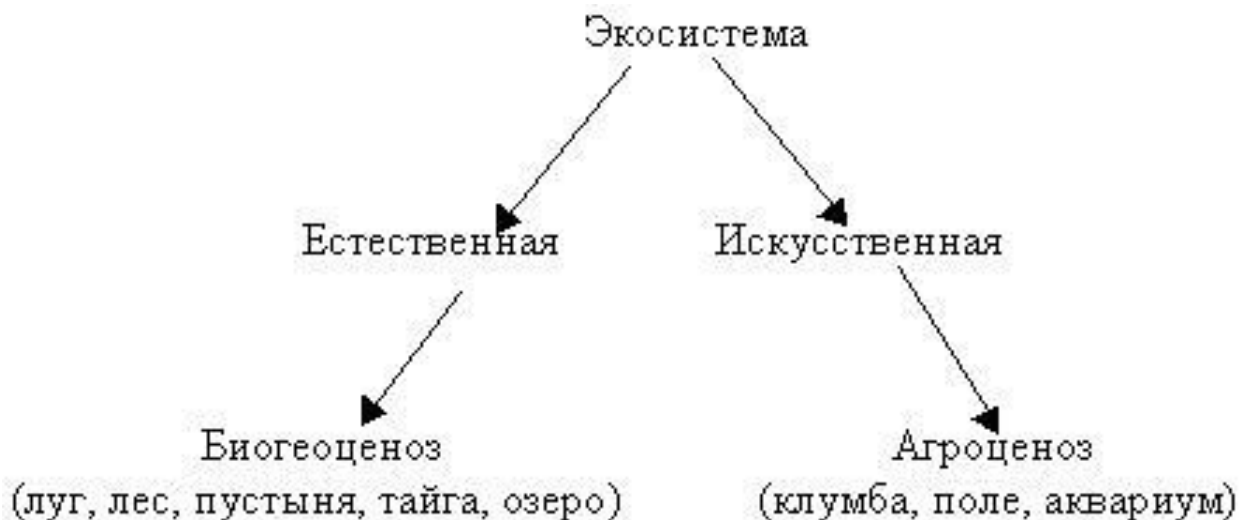 Экосистема
Естественная
Искусственная
Биогеоценоз
(луг, лес, пустыня, тайга, озеро)
Агроценоз
(клумба, поле, аквариум)